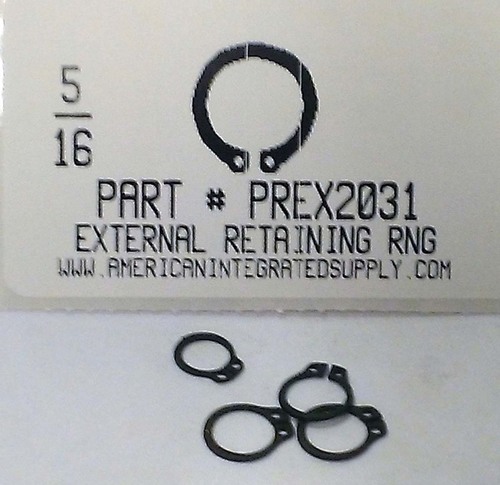 5
16
PART # PREX2031
EXTERNAL RETAINING RNG
WWW.AMERICANINTEGRATEDSUPPLY.COM